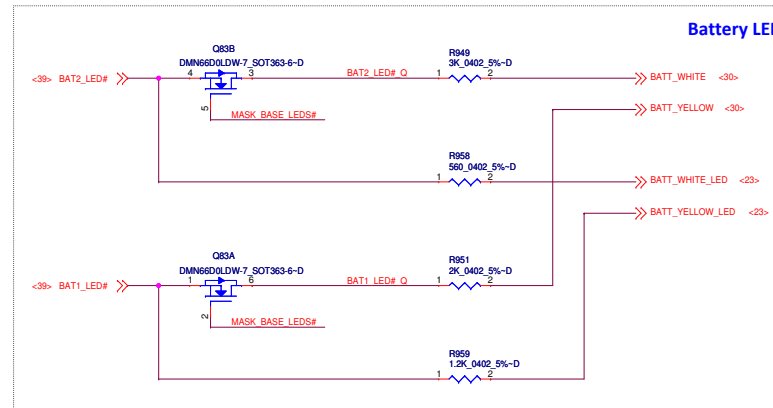 Battery LE
Q83B
DMN66D0LDW-7_SOT363-6~D
R949
3K_0402_5%~D
<39> BAT2_LED#
4
3
BAT2_LED#_Q
1
2
BATT_WHITE <30>
5
MASK_BASE_LEDS#
BATT_YELLOW <30>
R958
560_0402_5%~D
1
2
BATT_WHITE_LED <23>
BATT_YELLOW_LED <23>
Q83A
DMN66D0LDW-7_SOT363-6~D
R951
2K_0402_5%~D
<39> BAT1_LED#
1
6
BAT1_LED#_Q
1
2
2
MASK_BASE_LEDS#
R959
1.2K_0402_5%~D
1
2